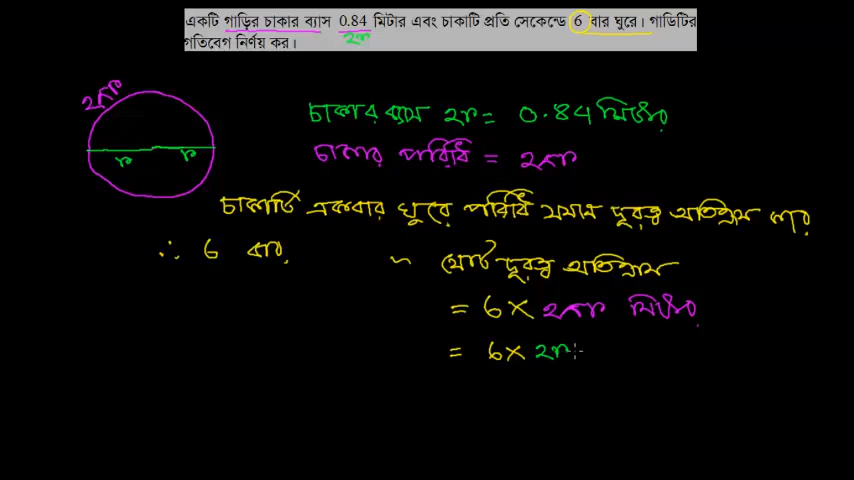 একটি গাড়ির চাকার ব্যাস 0.84 মিটার এবং চাকাটি প্রতি সেকেন্ডে 6 বার ঘুরে। গাড়িটির
গতিবেগ নির্ণয় কর।
2r
2πr
r r
চাকার ব্যাস 2r = 0.84 মিটার
চাকার পরিধি = 2πr
চাকাটি একবার ঘুরে পরিধি সমান দূরত্ব অতিক্রম করে
∴ 6 বার " মোট দূরত্ব অতিক্রম
= 6 × 2πr মিটার
= 6 × 2r